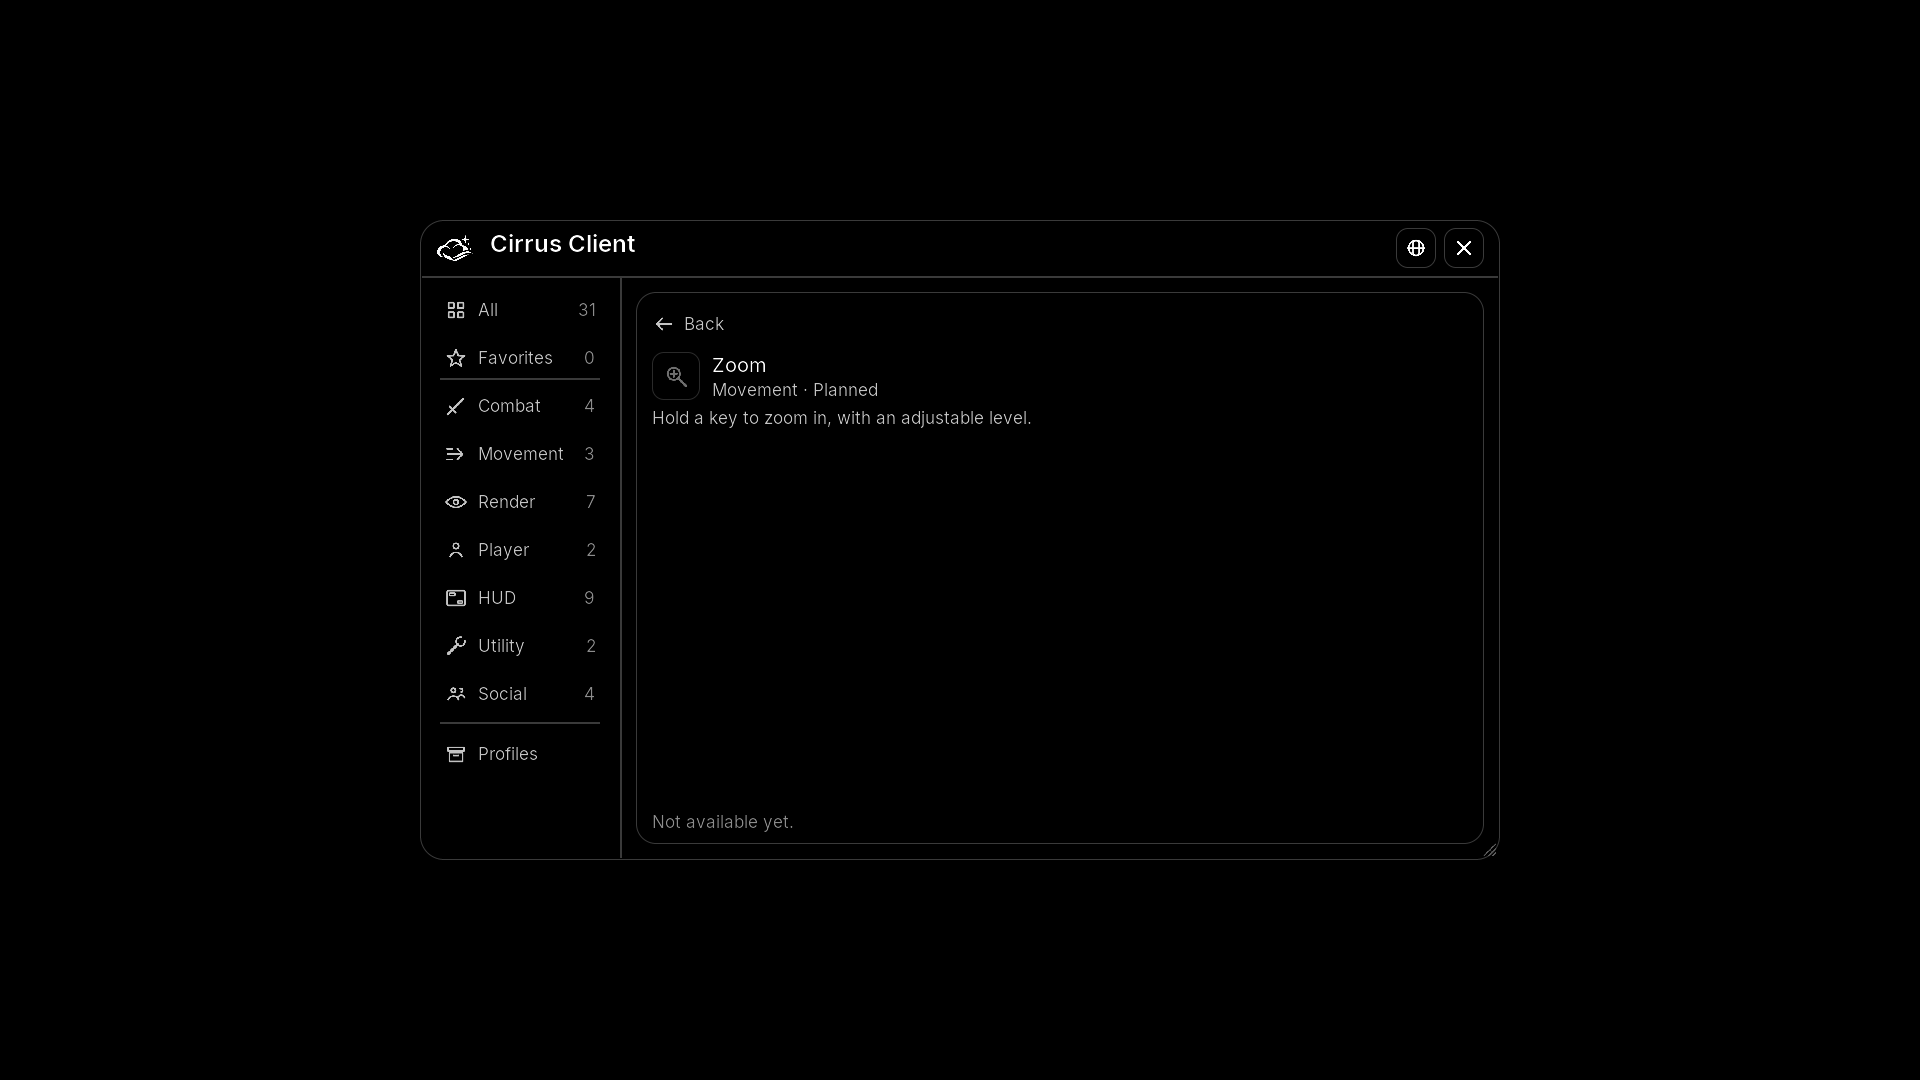 Cirrus Client
All 31
Favorites 0
Combat 4
Movement 3
Render 7
Player 2
HUD 9
Utility 2
Social 4
Profiles
Back
Zoom
Movement · Planned
Hold a key to zoom in, with an adjustable level.
Not available yet.